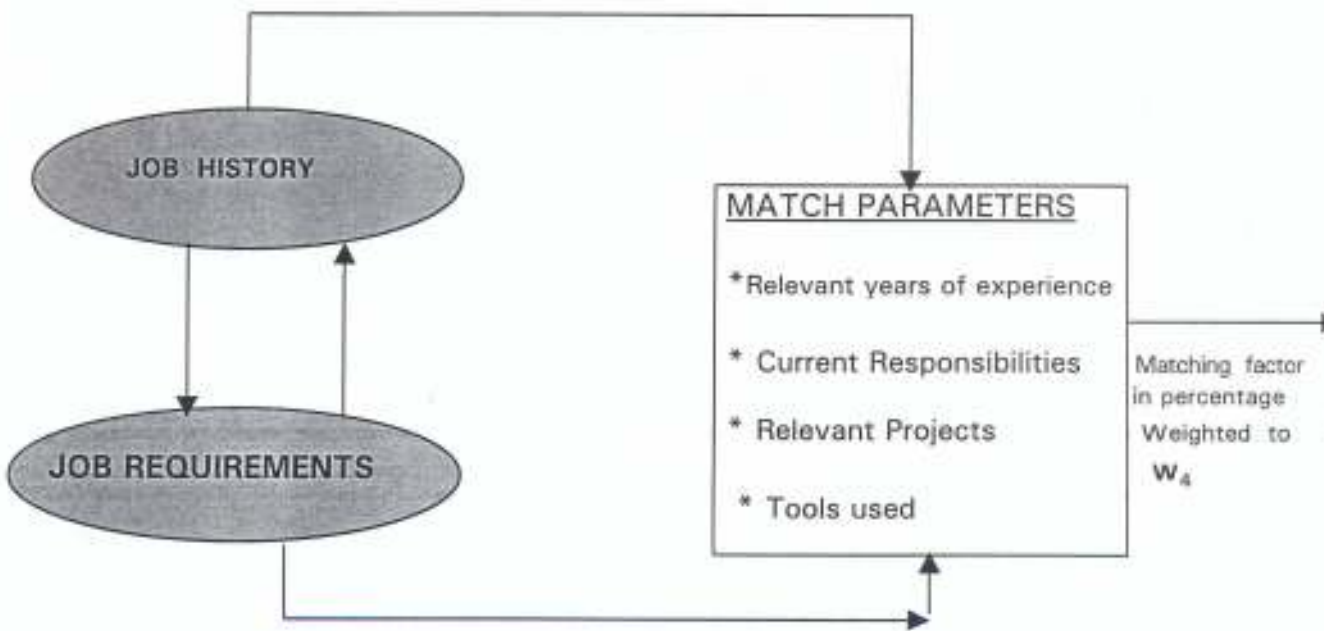 JOB HISTORY
JOB REQUIREMENTS
MATCH PARAMETERS
*Relevant years of experience
* Current Responsibilities
* Relevant Projects
* Tools used
Matching factor
in percentage
Weighted to
W₄